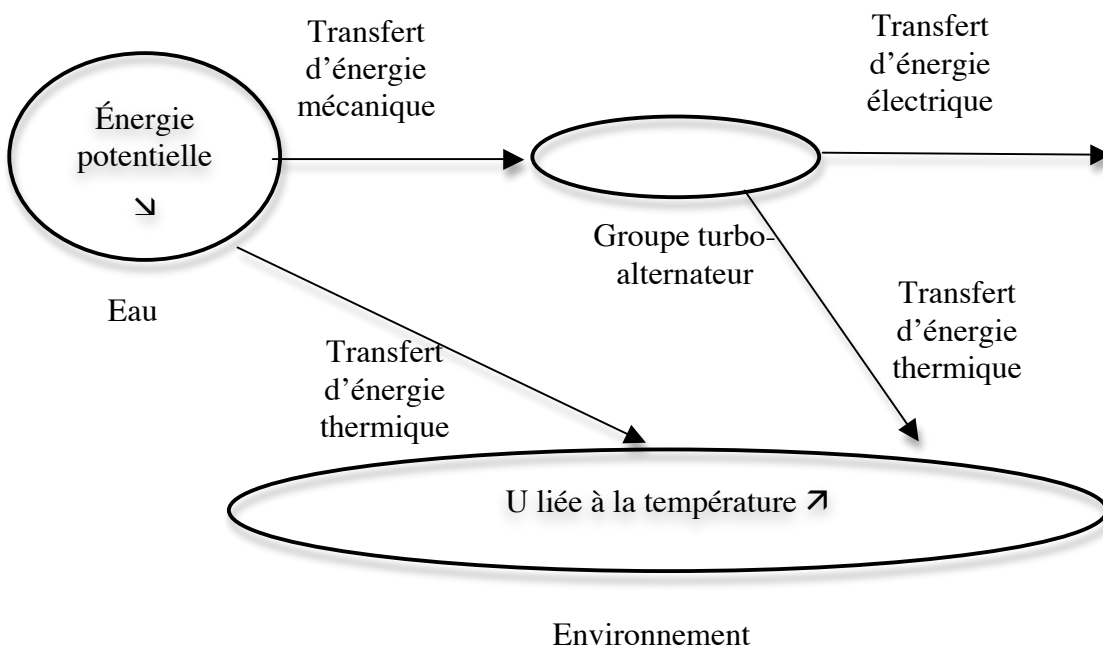 Transfert
d’énergie
mécanique
Transfert
d’énergie
électrique
Énergie
potentielle
↘
Groupe turbo-
alternateur
Eau
Transfert
d’énergie
thermique
Transfert
d’énergie
thermique
U liée à la température ↗
Environnement